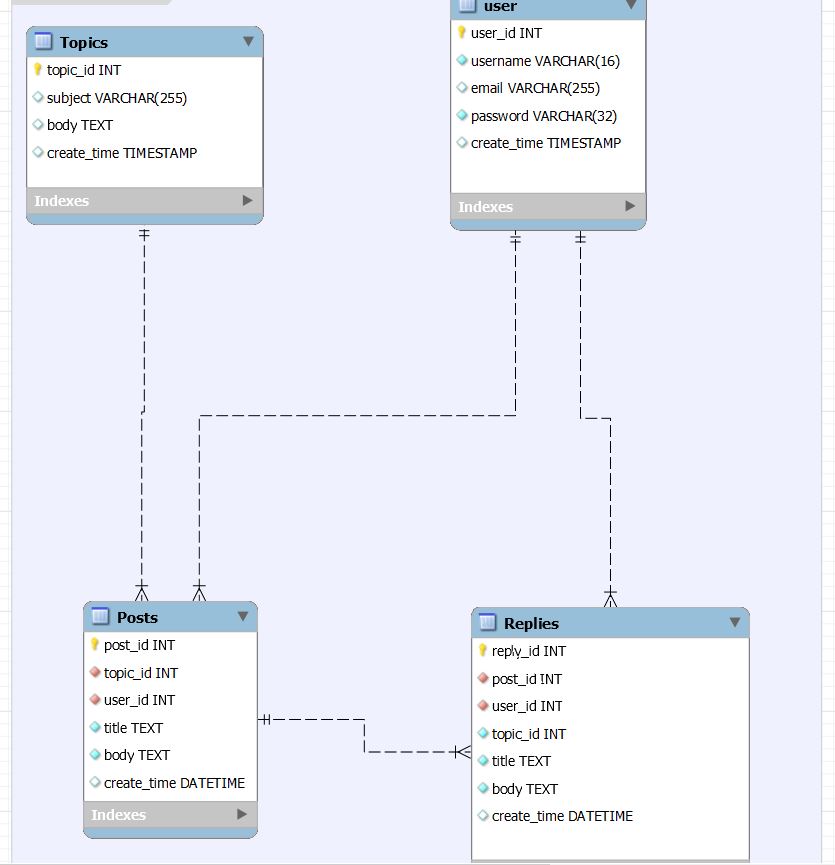 Topics
topic_id INT
subject VARCHAR(255)
body TEXT
create_time TIMESTAMP
Indexes
user
user_id INT
username VARCHAR(16)
email VARCHAR(255)
password VARCHAR(32)
create_time TIMESTAMP
Indexes
Posts
post_id INT
topic_id INT
user_id INT
title TEXT
body TEXT
create_time DATETIME
Indexes
Replies
reply_id INT
post_id INT
user_id INT
topic_id INT
title TEXT
body TEXT
create_time DATETIME